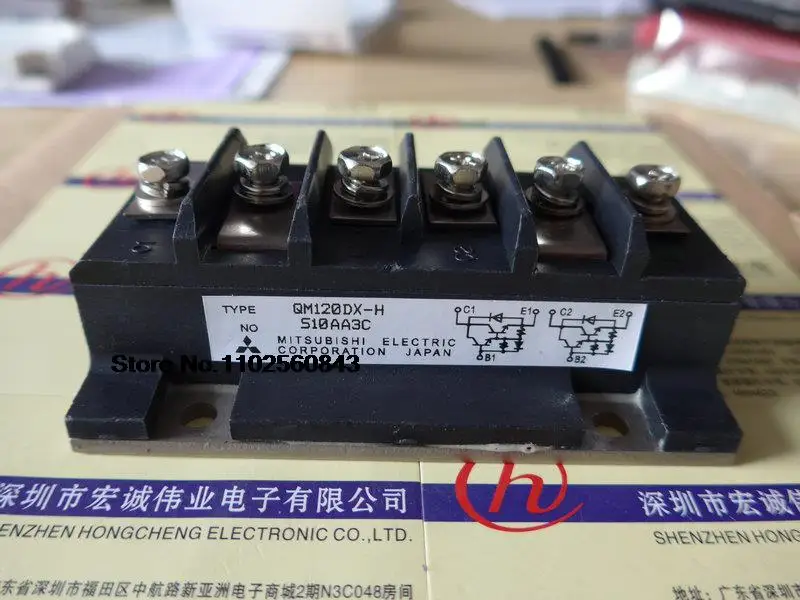 TYPE QM120DX-H
NO S10AA3C
MITSUBISHI ELECTRIC
CORPORATION JAPAN
C1 E1 C2 E2
B1 B2
Store No. 1102560843
深圳市宏诚伟业电子有限公司
SHENZHEN HONGCHENG ELECTRONIC CO.,LTD.
东省深圳市福田区中航路新亚洲电子商城2期N3C048房间
h
深圳市宏诚
SHENZHEN HONGC
地址: 广东省深圳市